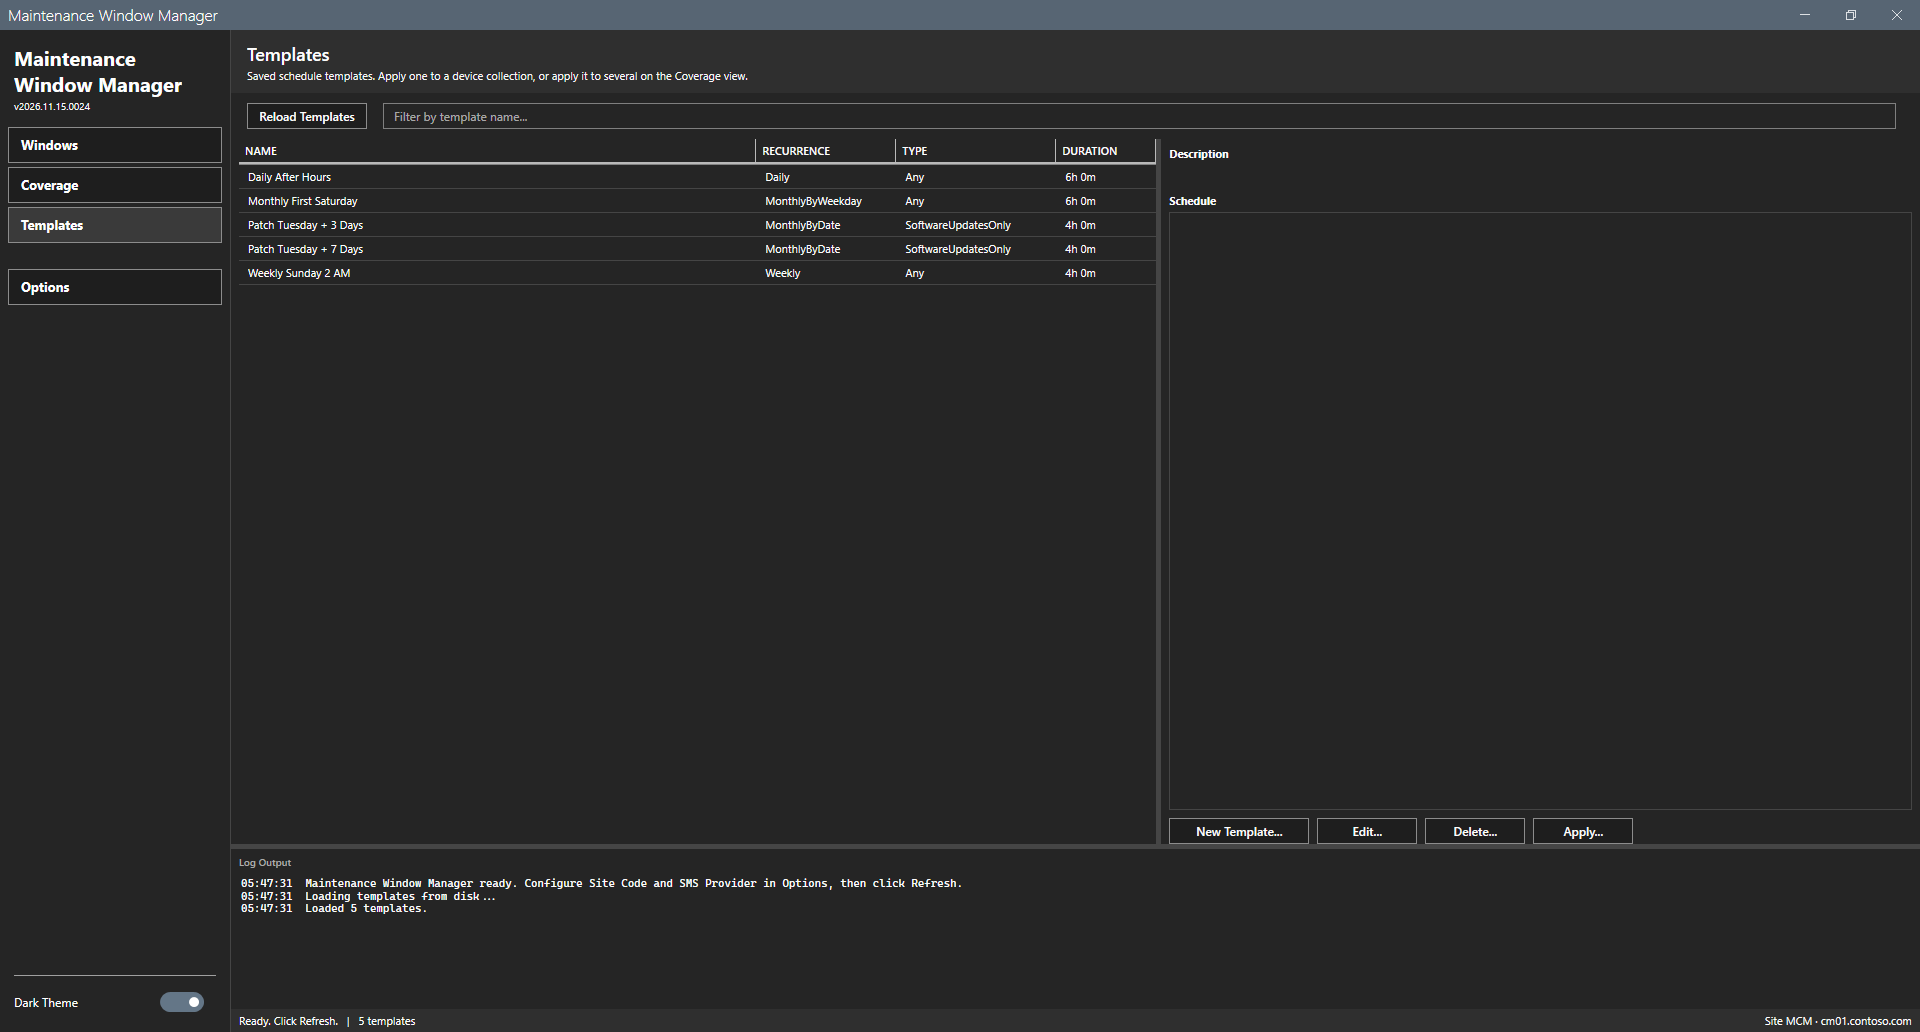 Maintenance Window Manager
Maintenance
Window Manager
v2026.11.15.0024
Windows
Coverage
Templates
Options
Dark Theme
Templates
Saved schedule templates. Apply one to a device collection, or apply it to several on the Coverage view.
Reload Templates
Filter by template name...
NAME RECURRENCE TYPE DURATION
Daily After Hours Daily Any 6h 0m
Monthly First Saturday MonthlyByWeekday Any 6h 0m
Patch Tuesday + 3 Days MonthlyByDate SoftwareUpdatesOnly 4h 0m
Patch Tuesday + 7 Days MonthlyByDate SoftwareUpdatesOnly 4h 0m
Weekly Sunday 2 AM Weekly Any 4h 0m
Description
Schedule
New Template... Edit... Delete... Apply...
Log Output
05:47:31 Maintenance Window Manager ready. Configure Site Code and SMS Provider in Options, then click Refresh.
05:47:31 Loading templates from disk...
05:47:31 Loaded 5 templates.
Ready. Click Refresh. | 5 templates
Site MCM · cm01.contoso.com